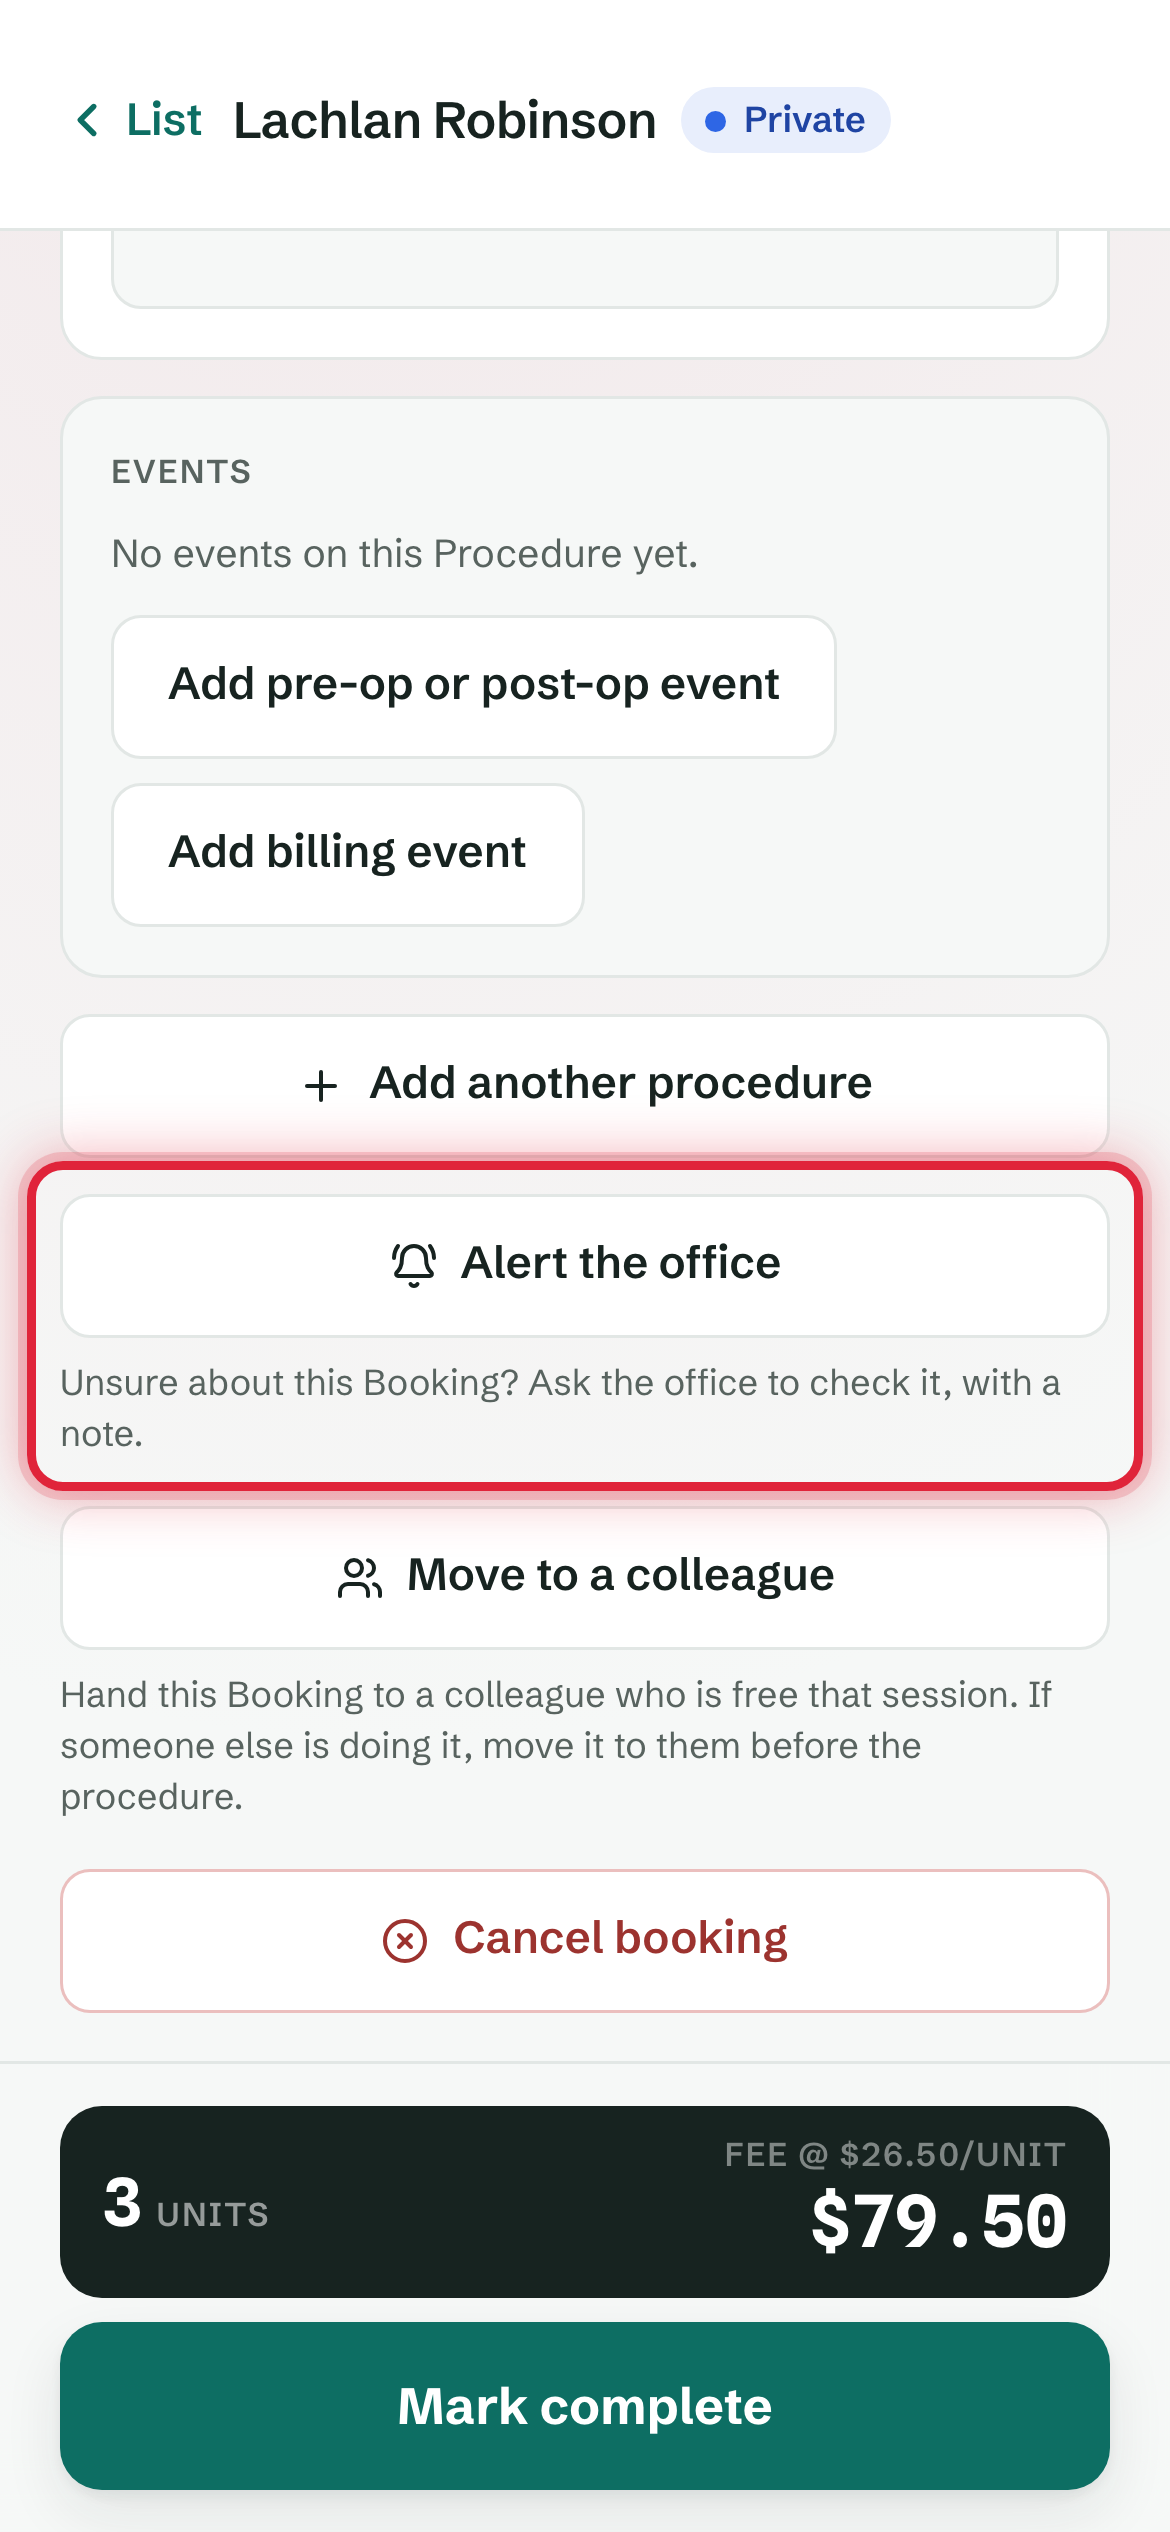 List Lachlan Robinson Private
EVENTS
No events on this Procedure yet.
Add pre-op or post-op event
Add billing event
Add another procedure
Alert the office
Unsure about this Booking? Ask the office to check it, with a
note.
Move to a colleague
Hand this Booking to a colleague who is free that session. If
someone else is doing it, move it to them before the
procedure.
Cancel booking
FEE @ $26.50/UNIT
3 UNITS
$79.50
Mark complete